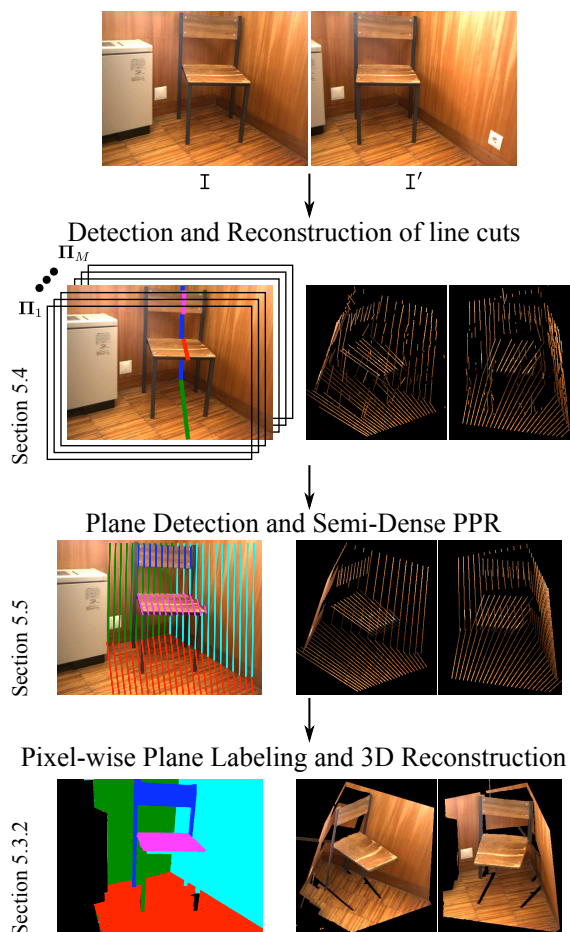 I I′
Detection and Reconstruction of line cuts
Π_M
Π_1
Section 5.4
Plane Detection and Semi-Dense PPR
Section 5.5
Pixel-wise Plane Labeling and 3D Reconstruction
Section 5.3.2